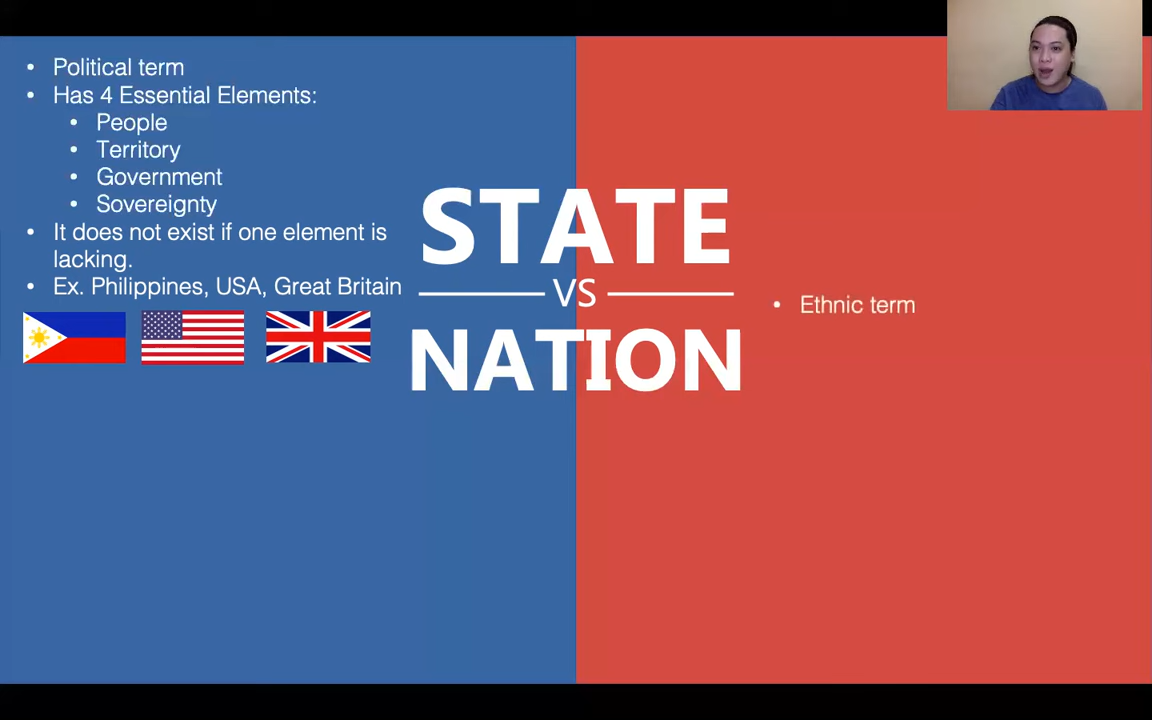 • Political term
• Has 4 Essential Elements:
• People
• Territory
• Government
• Sovereignty
• It does not exist if one element is
lacking.
• Ex. Philippines, USA, Great Britain
STATE
VS
NATION
• Ethnic term